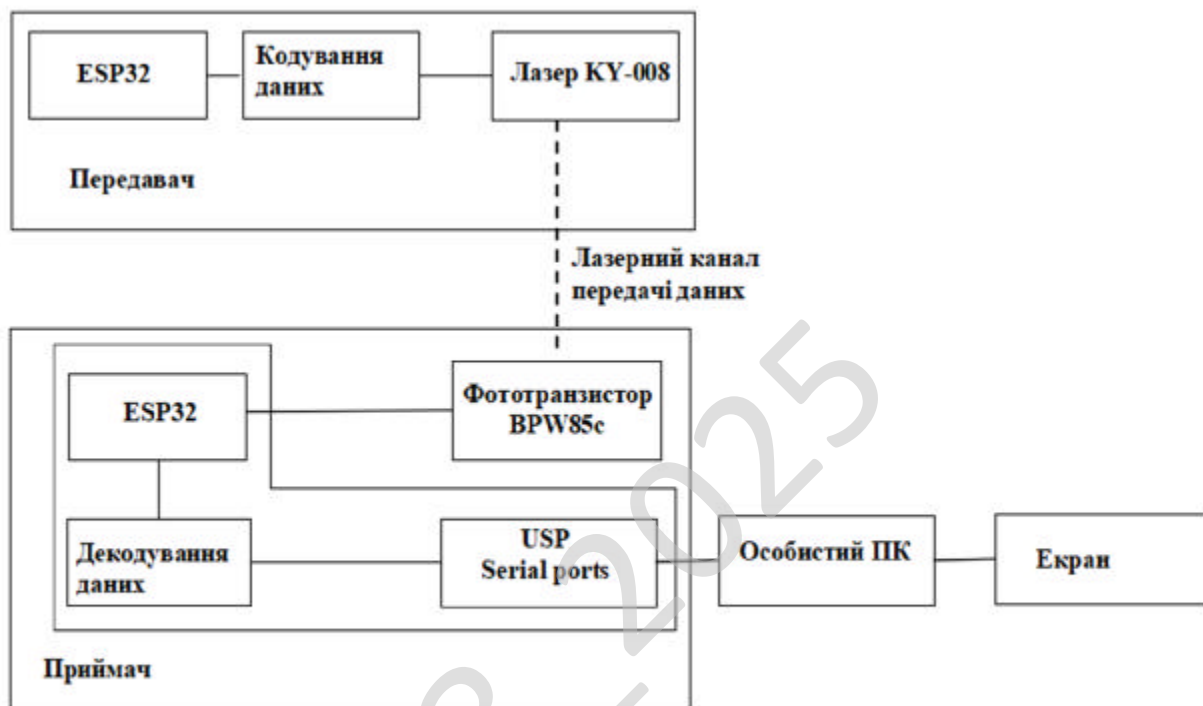 ESP32
Кодування
даних
Лазер KY-008
Передавач
Лазерний канал
передачі даних
ESP32
Фототранзистор
BPW85c
Декодування
даних
USP
Serial ports
Особистий ПК
Екран
Приймач
2025